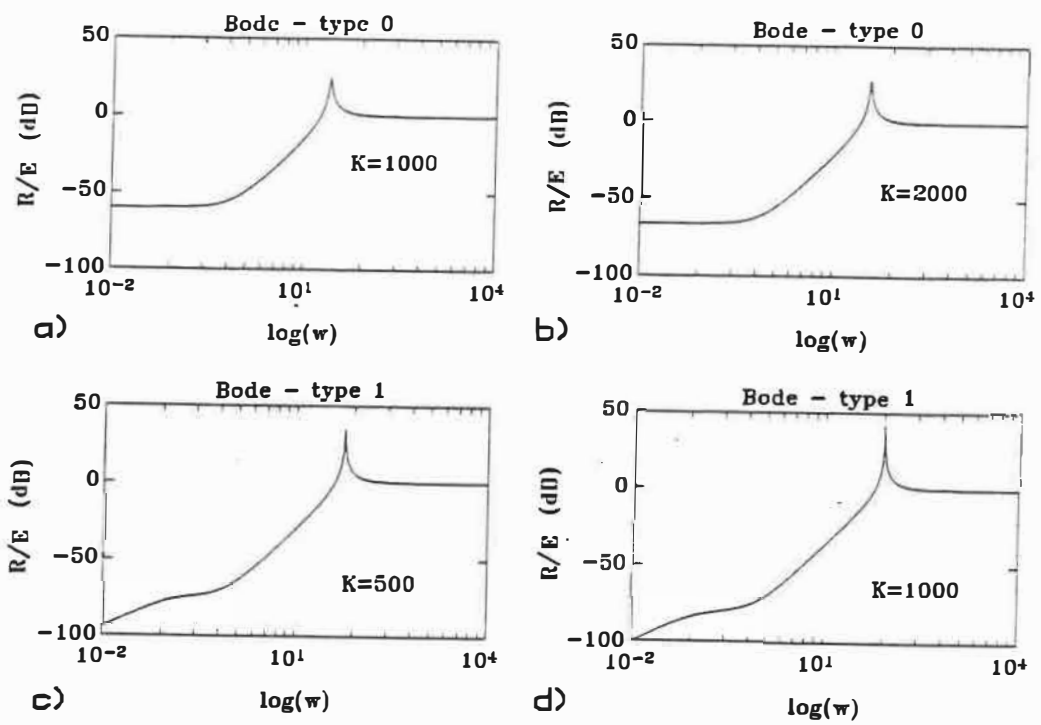 Bodc - typc 0
50
0
-50
-100
R/E (dD)
K=1000
10-2
10¹
10⁴
a)
log(w)
Bode - type 0
50
0
-50
-100
R/E (dB)
K=2000
10-2
10¹
10⁴
b)
log(w)
Bode - type 1
50
0
-50
-100
R/E (dB)
K=500
10-2
10¹
10⁴
c)
log(w)
Bode - type 1
50
0
-50
-100
R/E (dD)
K=1000
10-2
10¹
10⁴
d)
log(w)